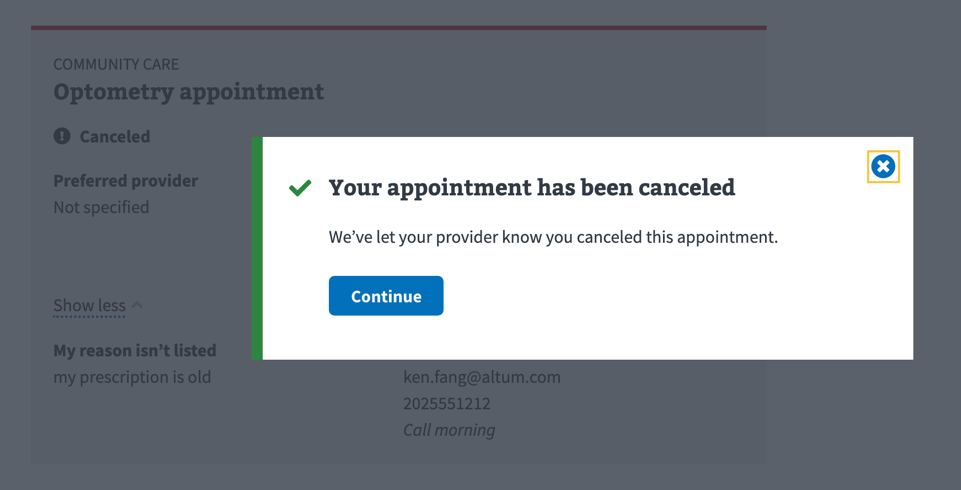 COMMUNITY CARE
Optometry appointment
Canceled
Preferred provider
Not specified
Your appointment has been canceled
We’ve let your provider know you canceled this appointment.
Continue
Show less
My reason isn’t listed
my prescription is old
ken.fang@altum.com
2025551212
Call morning